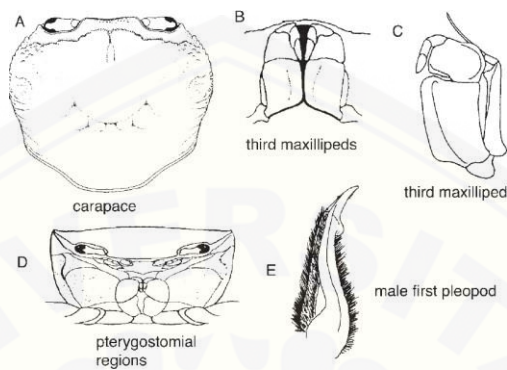 A
B
C
third maxillipeds
third maxilliped
carapace
D
E
male first pleopod
pterygostomial
regions